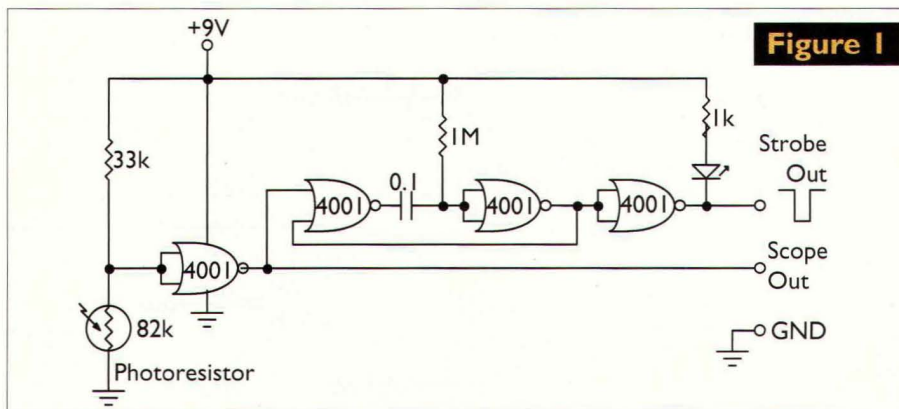 Figure 1
+9V
33k
1M
1k
Strobe
Out
0.1
4001
4001
4001
4001
Scope
Out
82k
GND
Photoresistor